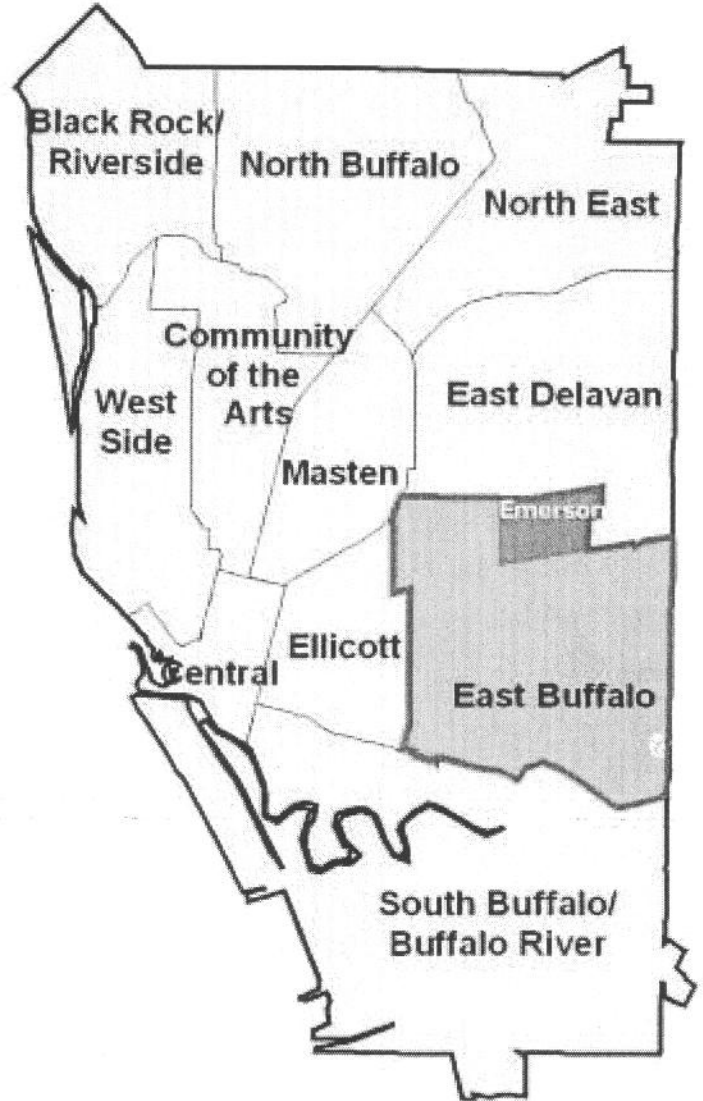 Black Rock/
Riverside
North Buffalo
North East
Community
of the
Arts
West
Side
East Delavan
Masten
Emerson
Ellicott
Central
East Buffalo
South Buffalo/
Buffalo River